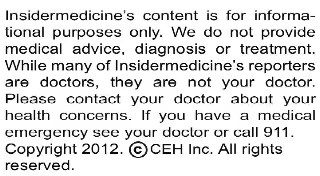 Insidermedicine's content is for informa-
tional purposes only. We do not provide
medical advice, diagnosis or treatment.
While many of Insidermedicine's reporters
are doctors, they are not your doctor.
Please contact your doctor about your
health concerns. If you have a medical
emergency see your doctor or call 911.
Copyright 2012. ©CEH Inc. All rights
reserved.